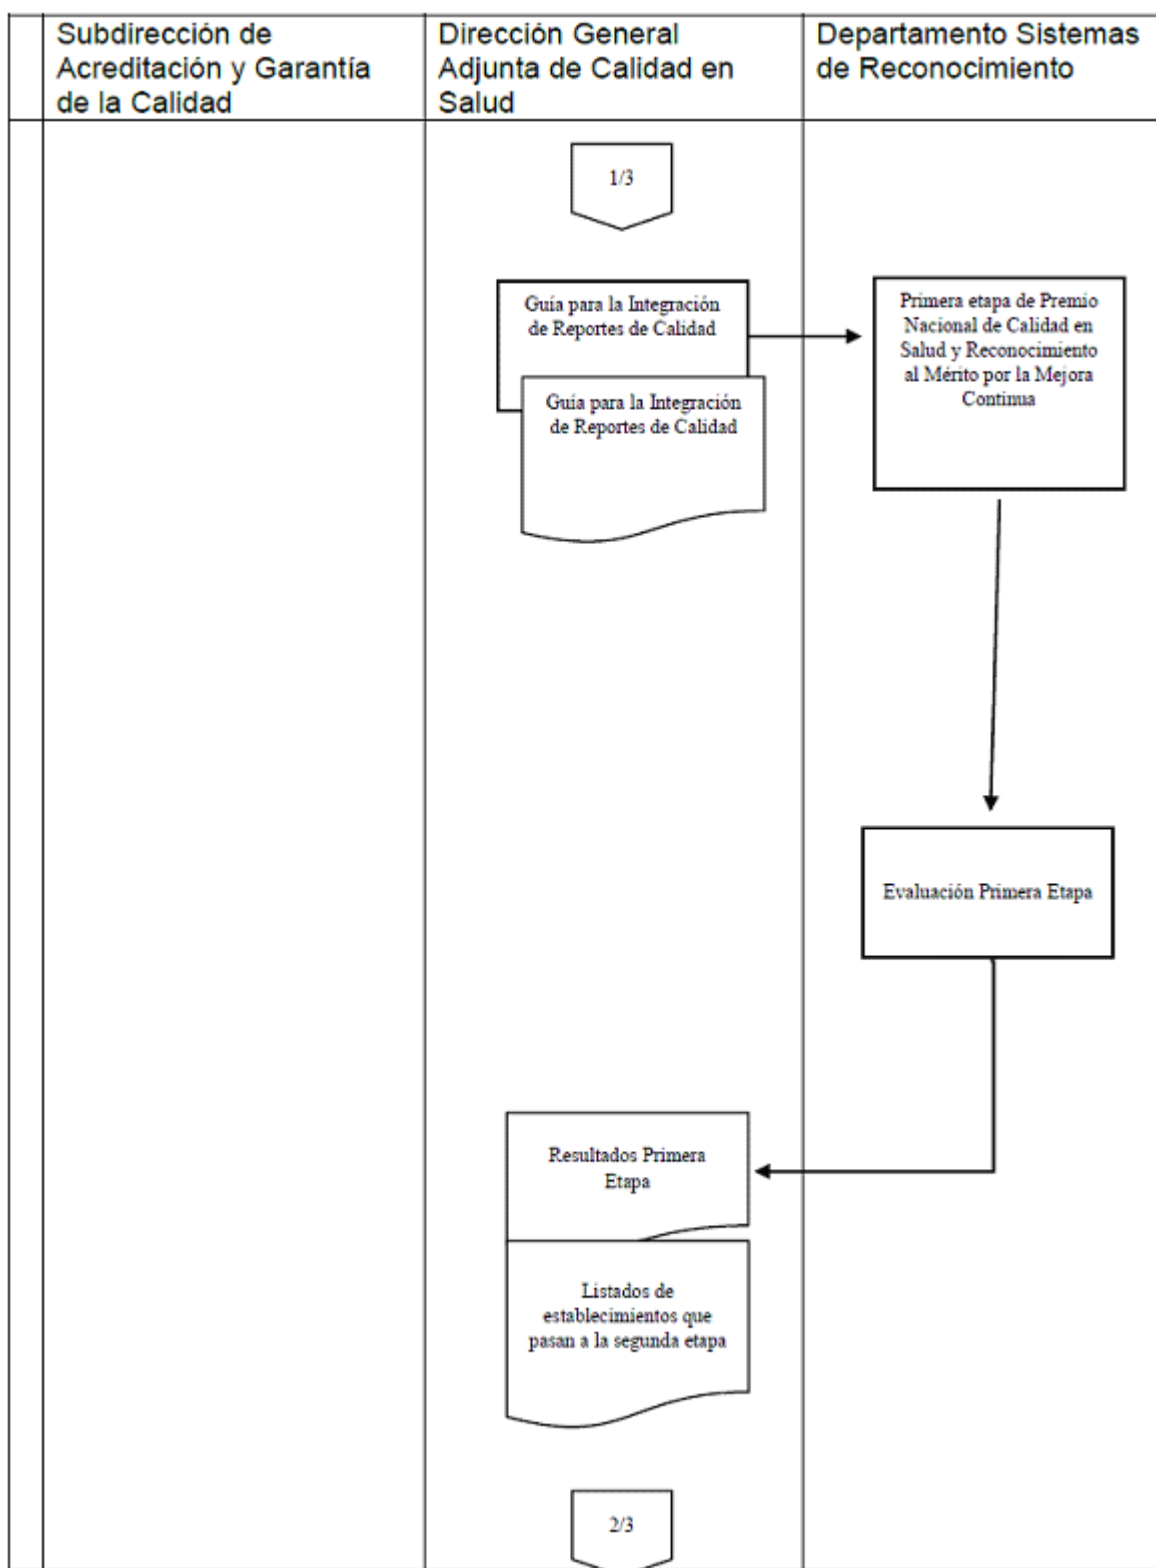 Subdirección de
Acreditación y Garantía
de la Calidad
Dirección General
Adjunta de Calidad en
Salud
Departamento Sistemas
de Reconocimiento
1/3
Guía para la Integración
de Reportes de Calidad
Guía para la Integración
de Reportes de Calidad
Primera etapa de Premio
Nacional de Calidad en
Salud y Reconocimiento
al Mérito por la Mejora
Continua
Evaluación Primera Etapa
Resultados Primera
Etapa
Listados de
establecimientos que
pasan a la segunda etapa
2/3